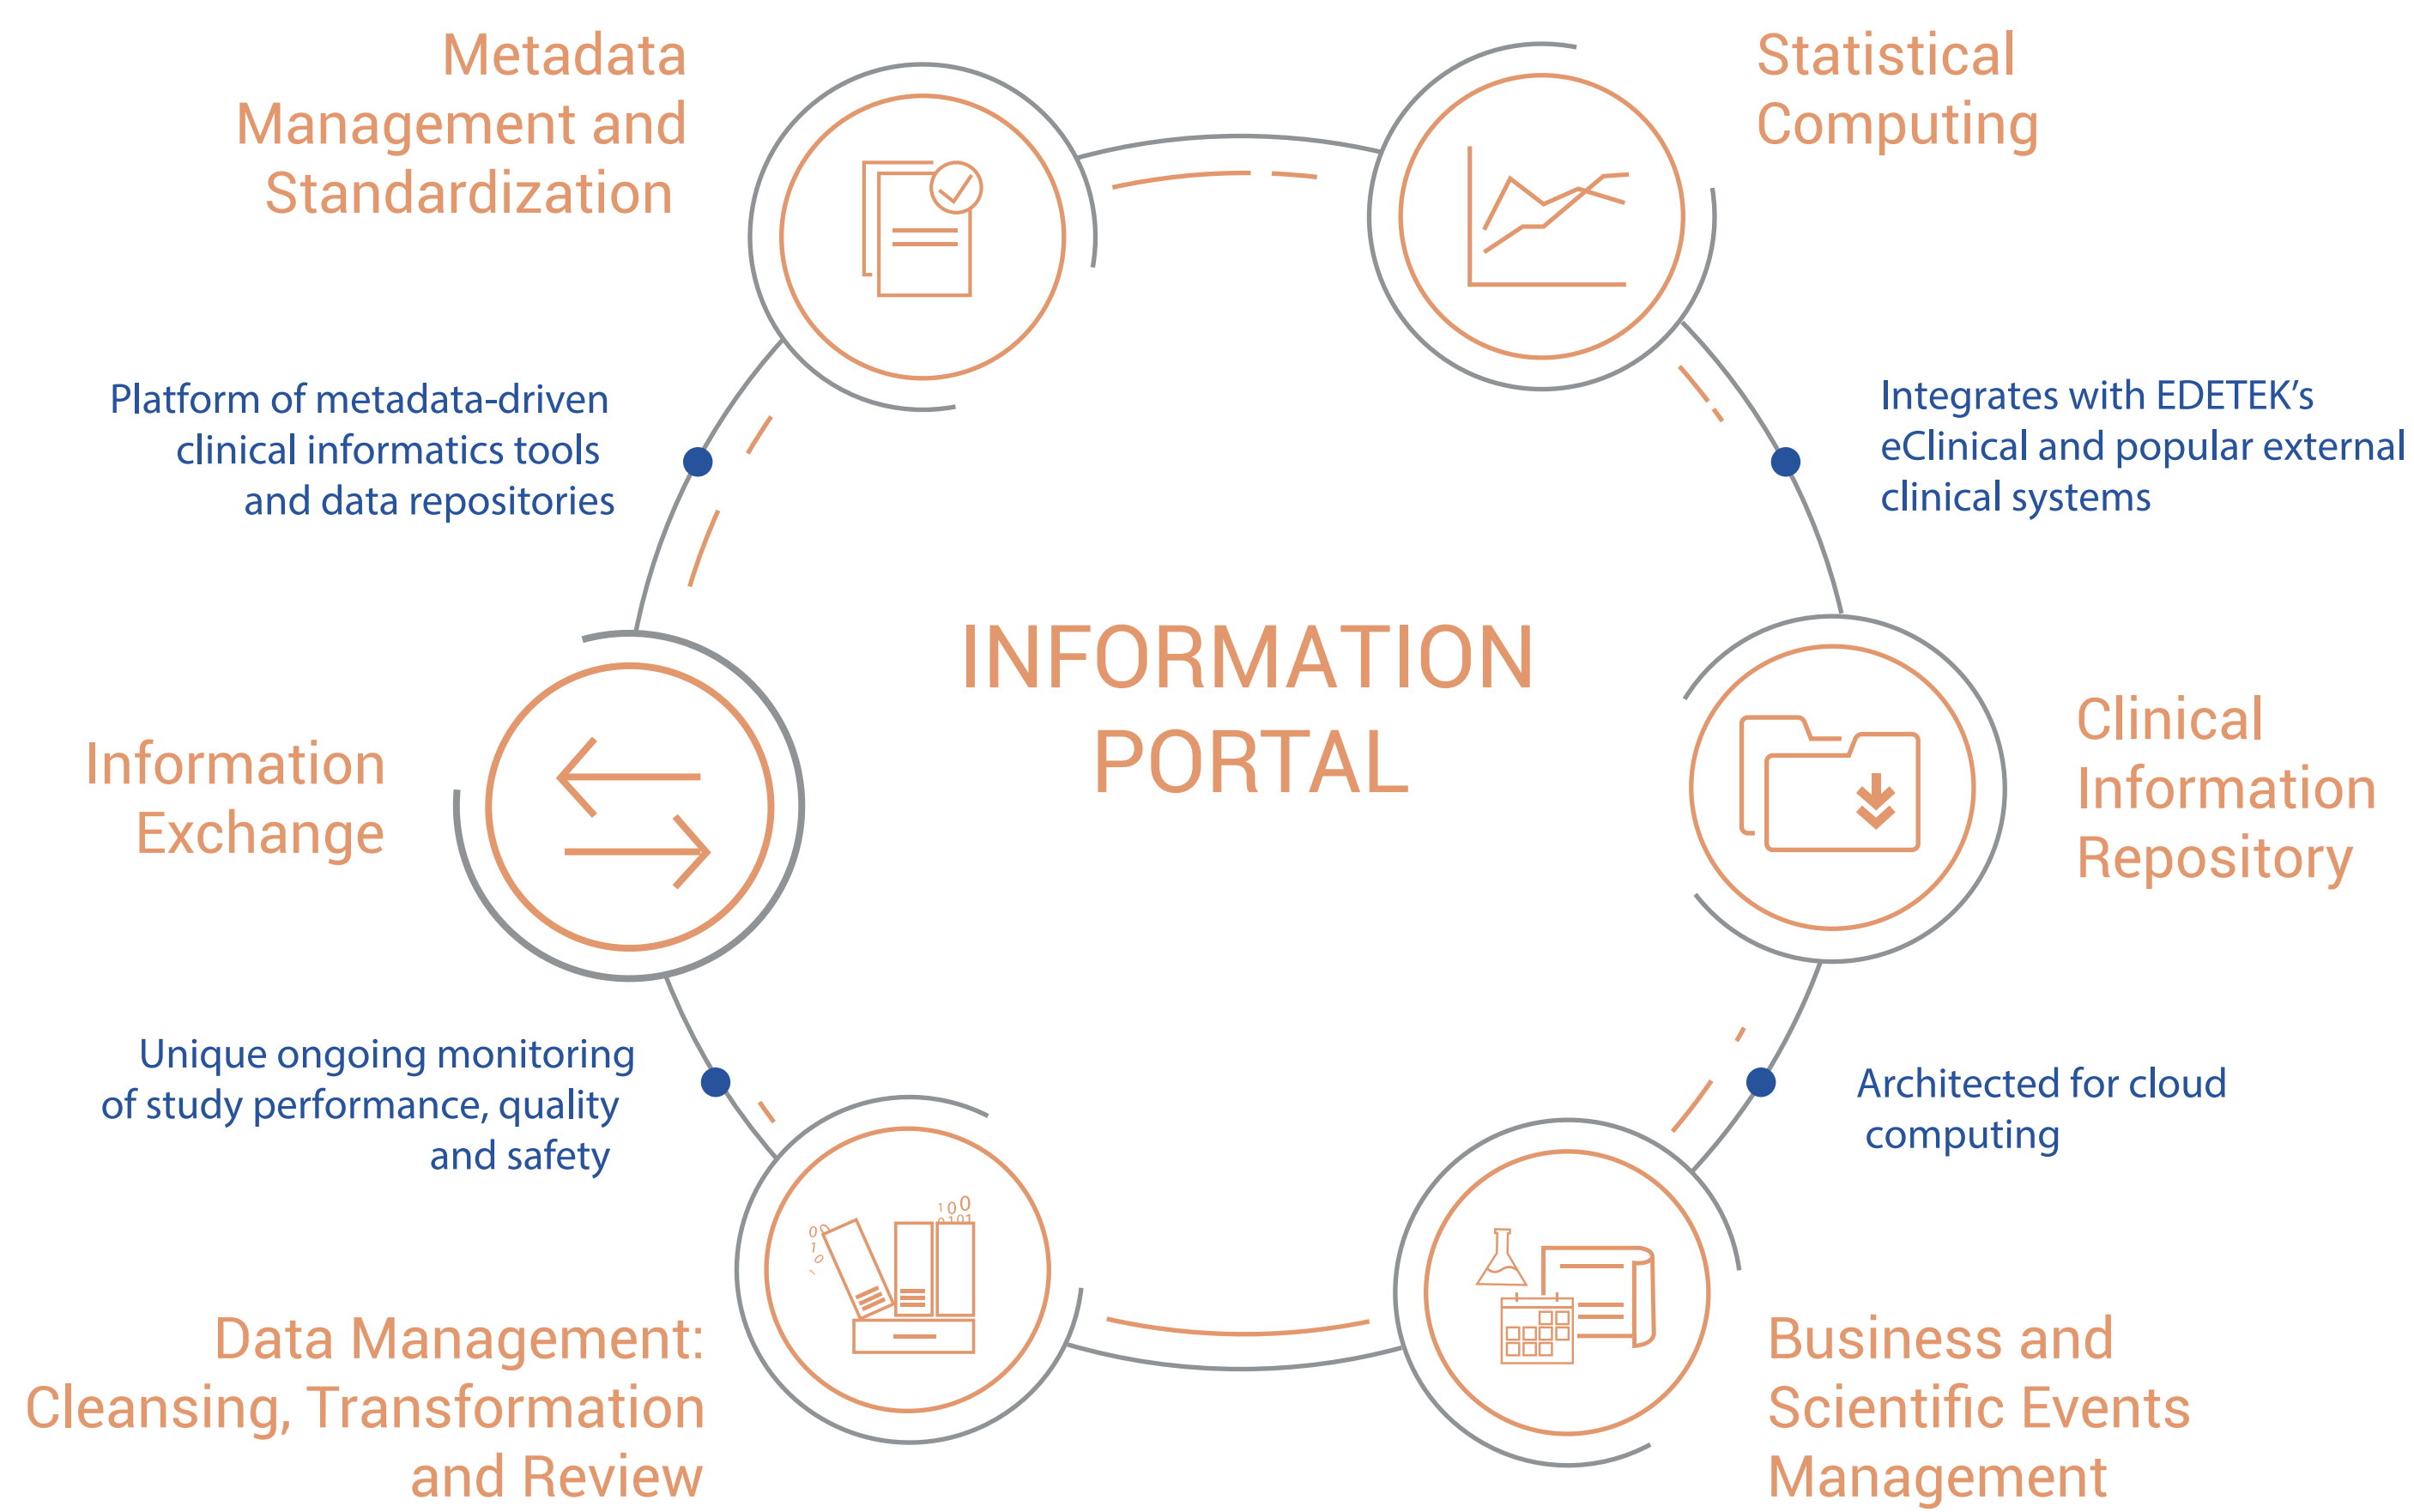 Metadata
Management and
Standardization
Statistical
Computing
Platform of metadata-driven
clinical informatics tools
and data repositories
Integrates with EDETEK’s
eClinical and popular external
clinical systems
INFORMATION
PORTAL
Information
Exchange
Clinical
Information
Repository
Unique ongoing monitoring
of study performance, quality
and safety
Architected for cloud
computing
Data Management:
Cleansing, Transformation
and Review
Business and
Scientific Events
Management